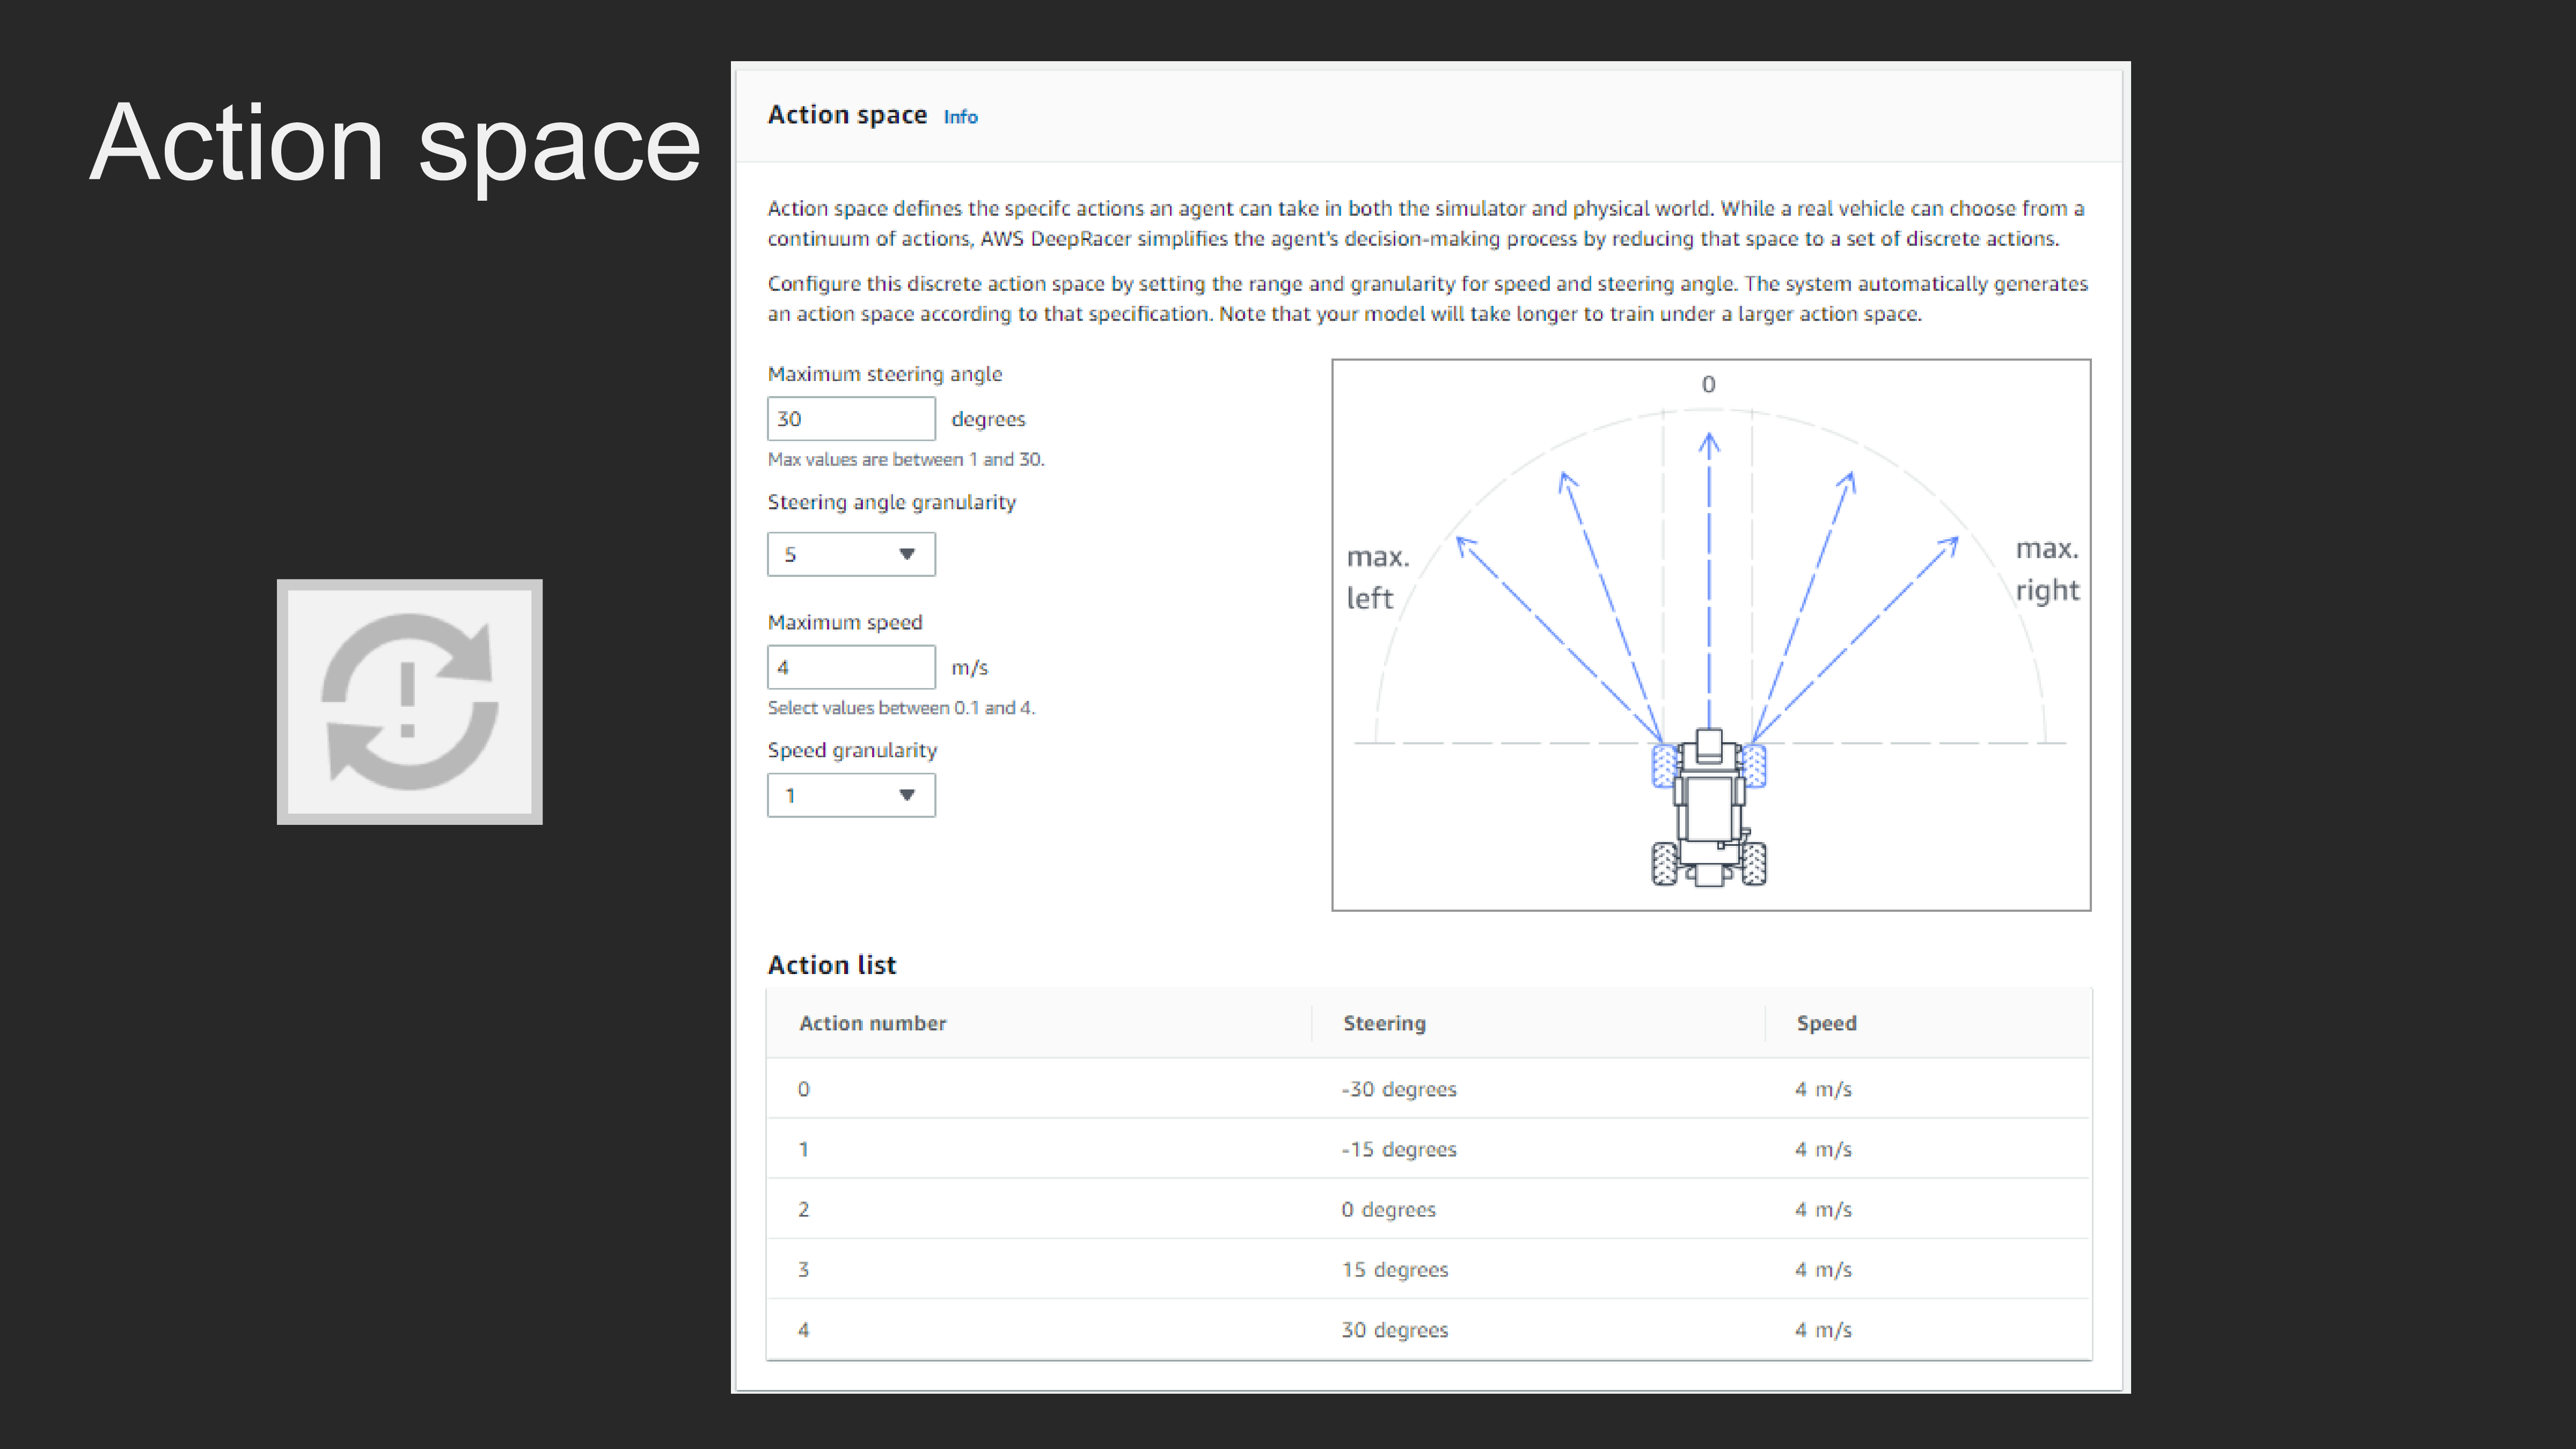 Action space
Action space Info
Action space defines the specifc actions an agent can take in both the simulator and physical world. While a real vehicle can choose from a
continuum of actions, AWS DeepRacer simplifies the agent's decision-making process by reducing that space to a set of discrete actions.
Configure this discrete action space by setting the range and granularity for speed and steering angle. The system automatically generates
an action space according to that specification. Note that your model will take longer to train under a larger action space.
Maximum steering angle
30 degrees
Max values are between 1 and 30.
Steering angle granularity
5
Maximum speed
4 m/s
Select values between 0.1 and 4.
Speed granularity
1
0
max.
left
max.
right
Action list
Action number Steering Speed
0 -30 degrees 4 m/s
1 -15 degrees 4 m/s
2 0 degrees 4 m/s
3 15 degrees 4 m/s
4 30 degrees 4 m/s